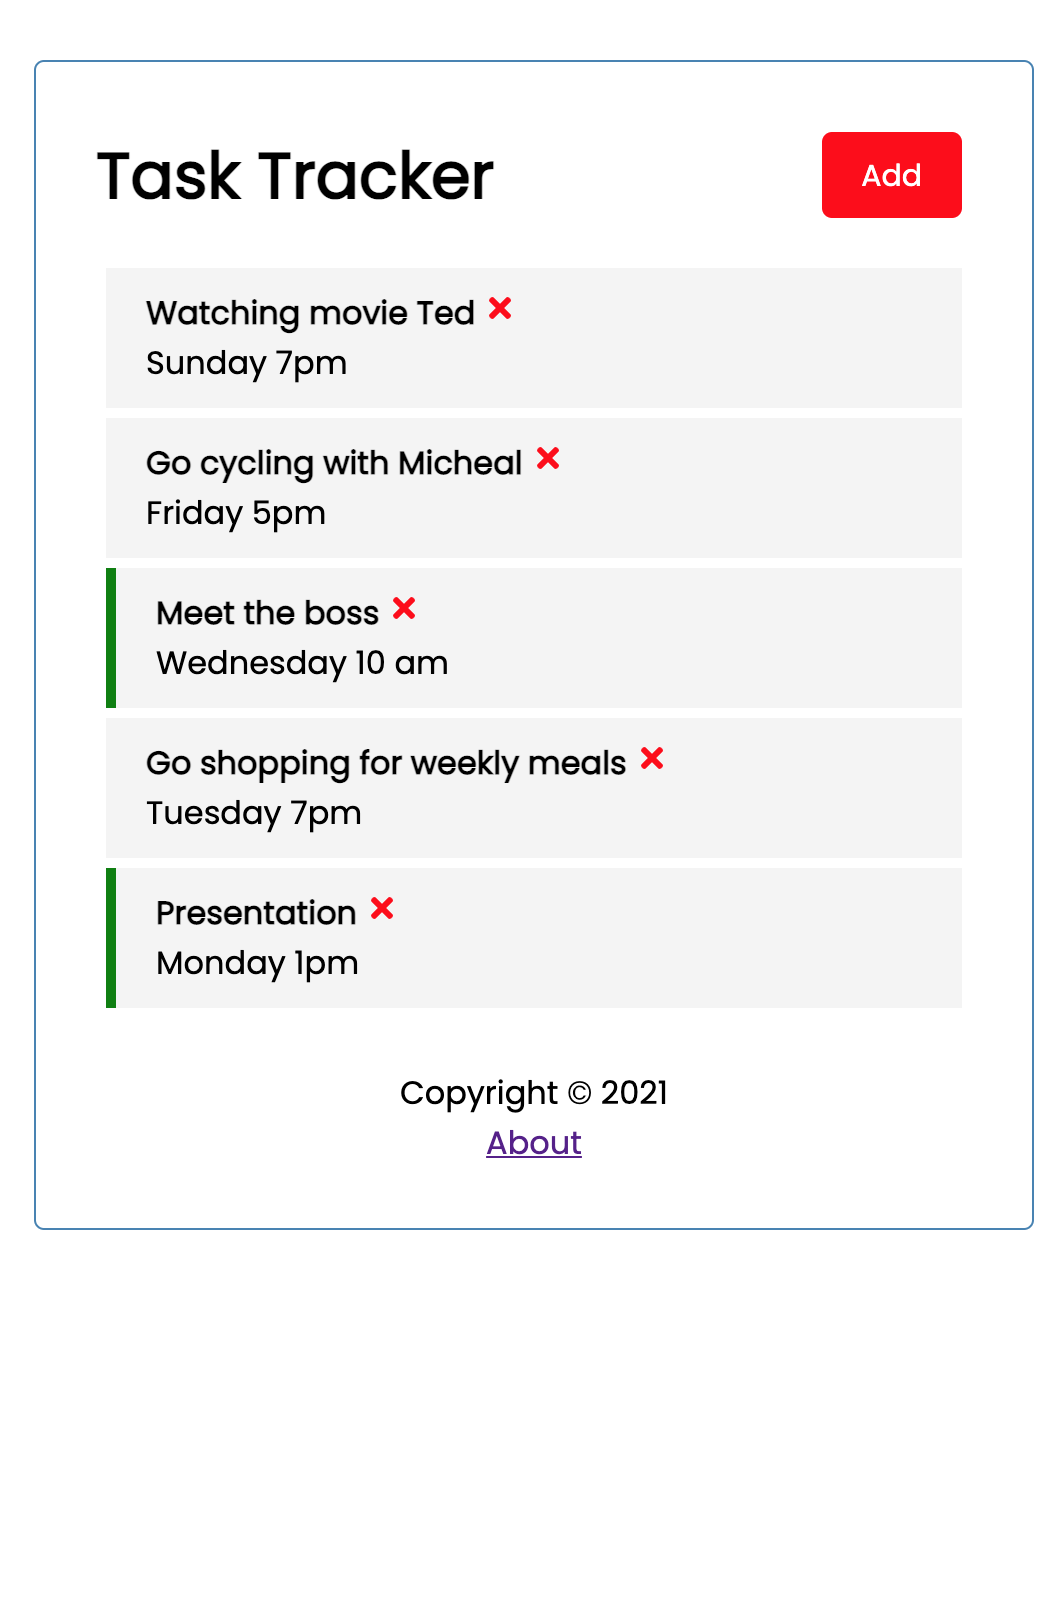 Task Tracker
Add
Watching movie Ted
Sunday 7pm
Go cycling with Micheal
Friday 5pm
Meet the boss
Wednesday 10 am
Go shopping for weekly meals
Tuesday 7pm
Presentation
Monday 1pm
Copyright © 2021
About